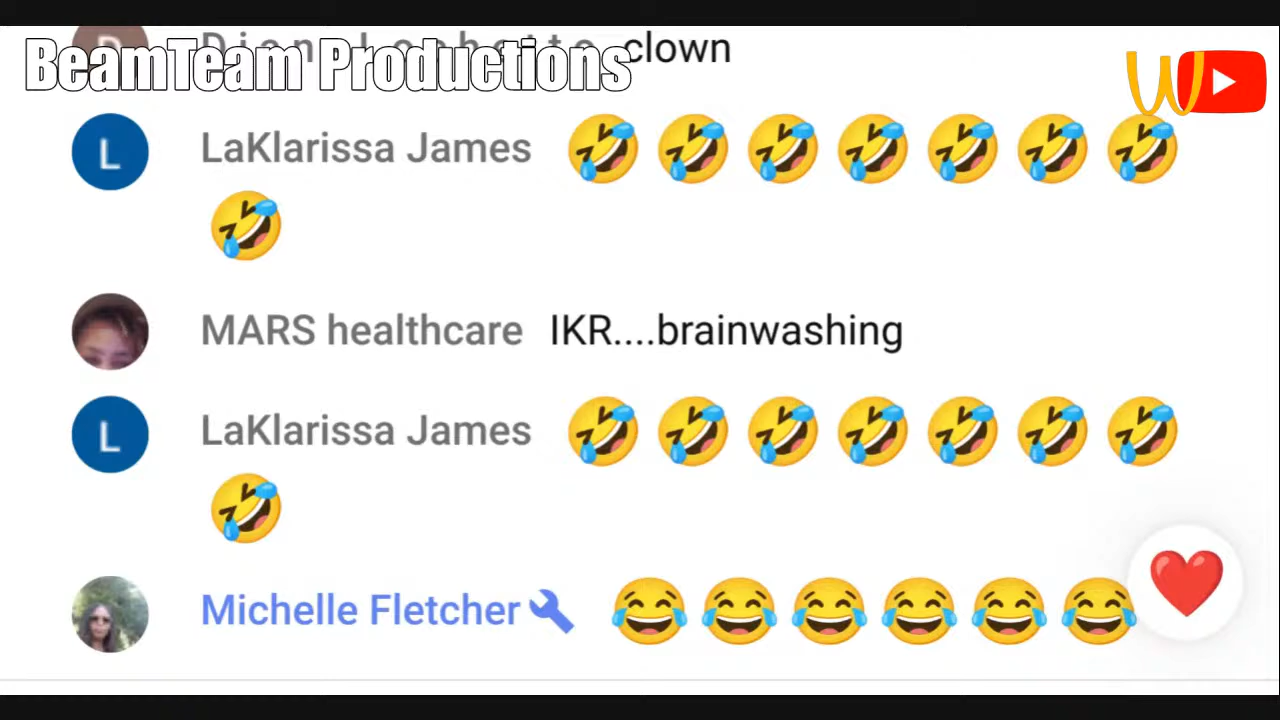 BeamTeam Productions clown
L LaKlarissa James 🤣🤣🤣🤣🤣🤣🤣
🤣
MARS healthcare IKR....brainwashing
L LaKlarissa James 🤣🤣🤣🤣🤣🤣🤣
🤣
Michelle Fletcher 😂😂😂😂😂😂